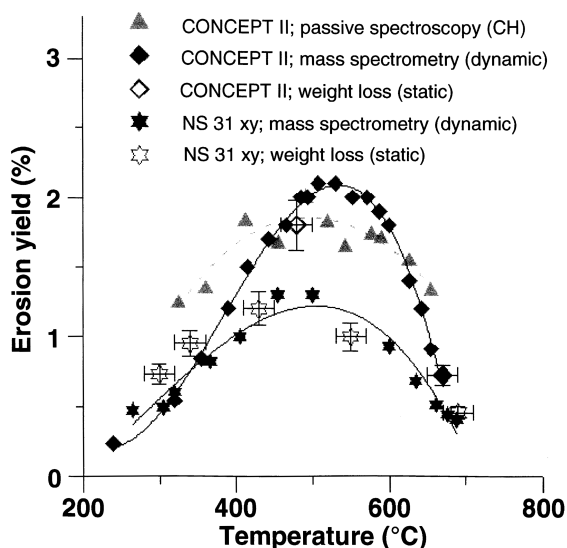 CONCEPT II; passive spectroscopy (CH)
CONCEPT II; mass spectrometry (dynamic)
CONCEPT II; weight loss (static)
NS 31 xy; mass spectrometry (dynamic)
NS 31 xy; weight loss (static)
Erosion yield (%)
3
2
1
0
200 400 600 800
Temperature (°C)